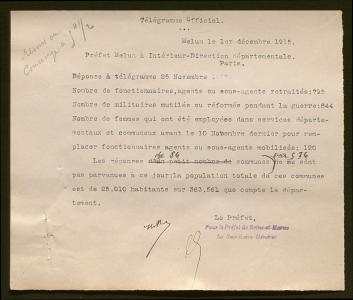 Télégramme Officiel.
Melun le 1er décembre 1918.
Préfet Melun à Intérieur-Direction départementale.
Paris.
Réponse à télégramme 25 Novembre
Nombre de fonctionnaires,agents ou sous-agents retraités:795
Nombre de militaires mutilés ou réformés pendant la guerre:844
Nombre de femmes qui ont été employées dans services départe-
mentaux et communaux avant le 10 Novembre dernier pour rem-
placer fonctionnaires agents ou sous-agents mobilisés: 120
Les réponses d'un petit nombre de communes ne me sont
pas parvenues à ce jour;la population totale de ces communes
est de 25.010 habitants sur 363.561 que compte le dépar-
tement.
Le Préfet,
Pour le Préfet de Seine-et-Marne
Le Secrétaire Général